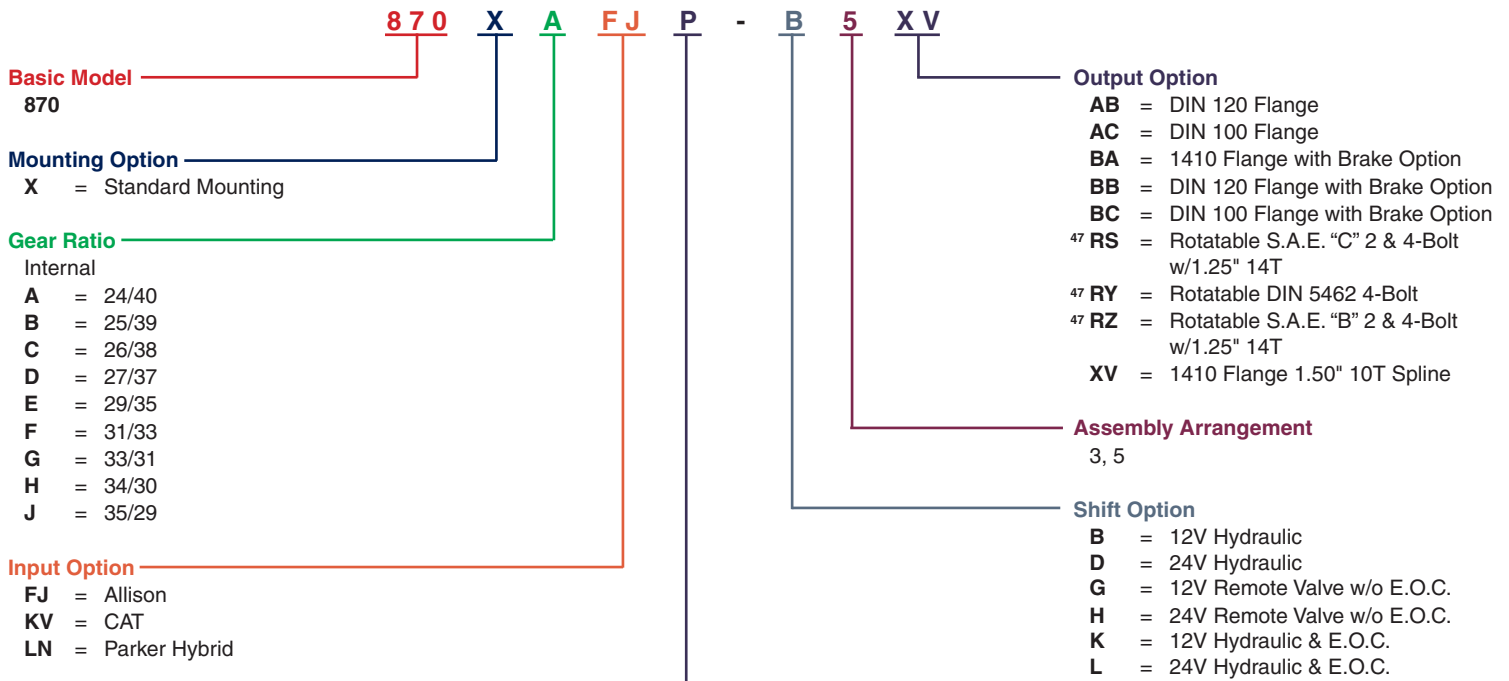 870 X A FJ P - B 5 XV
Basic Model
870
Mounting Option
X = Standard Mounting
Gear Ratio
Internal
A = 24/40
B = 25/39
C = 26/38
D = 27/37
E = 29/35
F = 31/33
G = 33/31
H = 34/30
J = 35/29
Input Option
FJ = Allison
KV = CAT
LN = Parker Hybrid
Output Option
AB = DIN 120 Flange
AC = DIN 100 Flange
BA = 1410 Flange with Brake Option
BB = DIN 120 Flange with Brake Option
BC = DIN 100 Flange with Brake Option
47 RS = Rotatable S.A.E. “C” 2 & 4-Bolt
w/1.25" 14T
47 RY = Rotatable DIN 5462 4-Bolt
47 RZ = Rotatable S.A.E. “B” 2 & 4-Bolt
w/1.25" 14T
XV = 1410 Flange 1.50" 10T Spline
Assembly Arrangement
3, 5
Shift Option
B = 12V Hydraulic
D = 24V Hydraulic
G = 12V Remote Valve w/o E.O.C.
H = 24V Remote Valve w/o E.O.C.
K = 12V Hydraulic & E.O.C.
L = 24V Hydraulic & E.O.C.